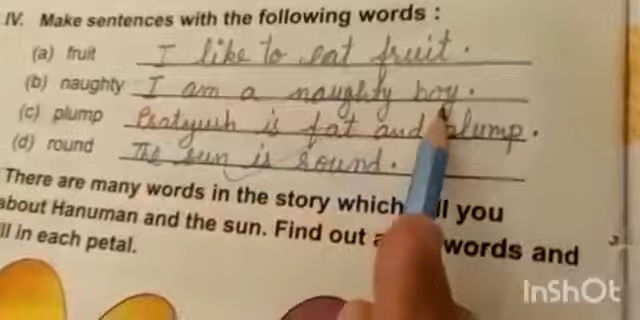 IV. Make sentences with the following words :
(a) fruit I like to eat fruit.
(b) naughty I am a naughty boy.
(c) plump Pratyush is fat and plump.
(d) round The sun is round.
There are many words in the story which you
about Hanuman and the sun. Find out words and
ll in each petal.
InShOt